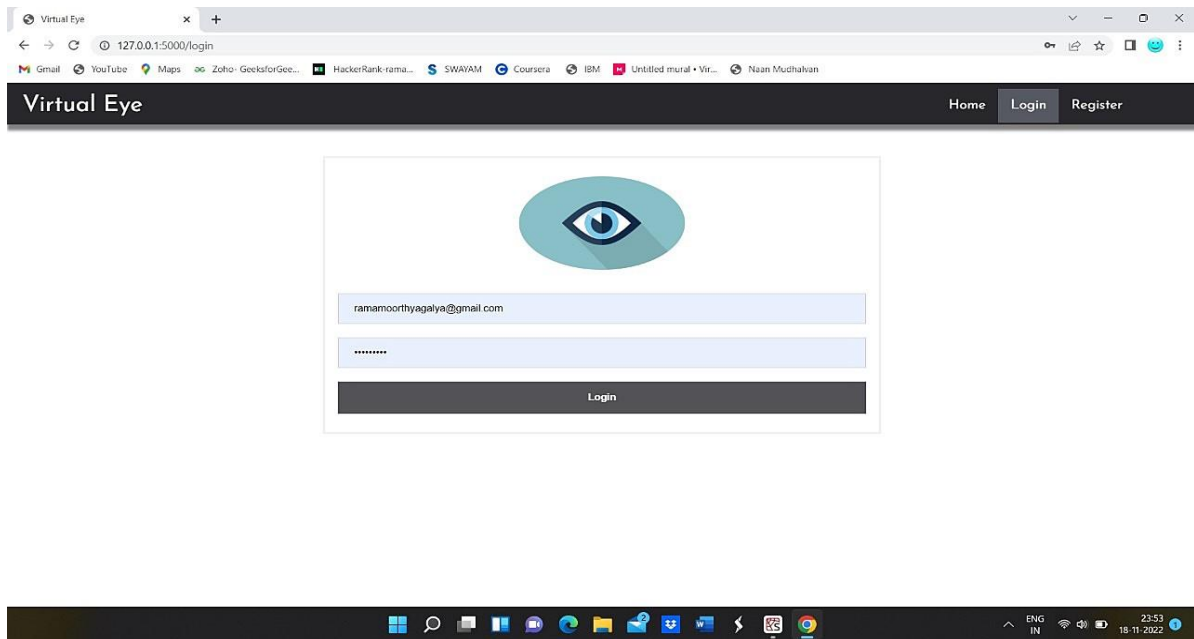 Virtual Eye
127.0.0.1:5000/login
Gmail YouTube Maps Zoho- GeeksforGee... HackerRank-rama... SWAYAM Coursera IBM Untitled mural • Vir... Naan Mudhalvan
Virtual Eye Home Login Register
ramamoorthyagalya@gmail.com
•••••••••
Login
ENG 23:53
IN 18-11-2022